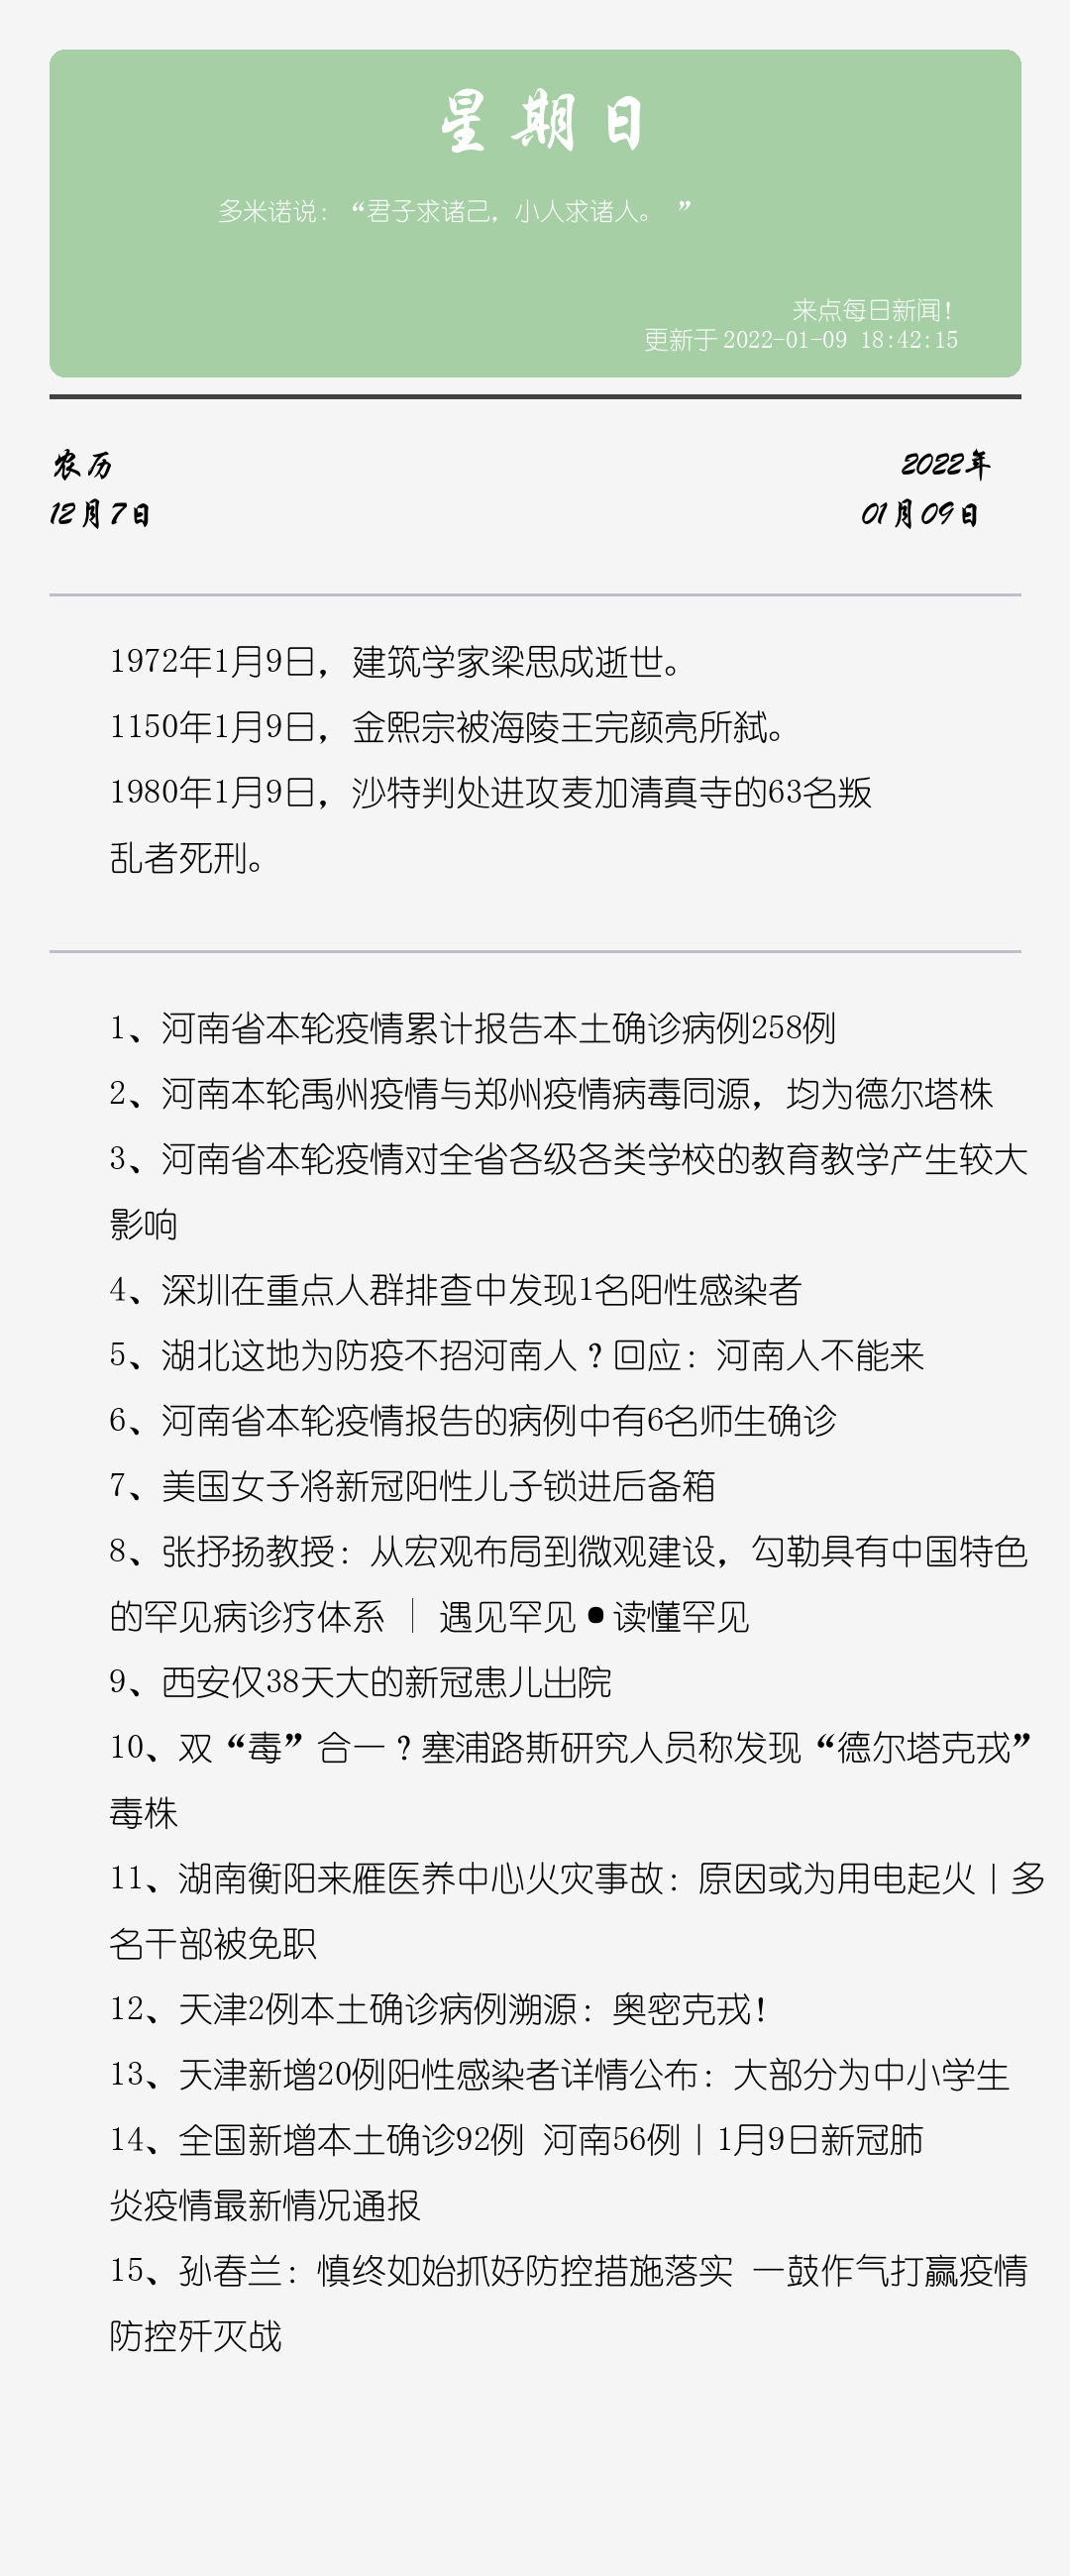 星期日
多米诺说：“君子求诸己，小人求诸人。 ”
来点每日新闻！
更新于 2022-01-09 18:42:15
农历
2022年
12月7日
01月09日
1972年1月9日，建筑学家梁思成逝世。
1150年1月9日，金熙宗被海陵王完颜亮所弑。
1980年1月9日，沙特判处进攻麦加清真寺的63名叛
乱者死刑。
1、河南省本轮疫情累计报告本土确诊病例258例
2、河南本轮禹州疫情与郑州疫情病毒同源，均为德尔塔株
3、河南省本轮疫情对全省各级各类学校的教育教学产生较大
影响
4、深圳在重点人群排查中发现1名阳性感染者
5、湖北这地为防疫不招河南人？回应：河南人不能来
6、河南省本轮疫情报告的病例中有6名师生确诊
7、美国女子将新冠阳性儿子锁进后备箱
8、张抒扬教授：从宏观布局到微观建设，勾勒具有中国特色
的罕见病诊疗体系 ｜ 遇见罕见•读懂罕见
9、西安仅38天大的新冠患儿出院
10、双“毒”合一？塞浦路斯研究人员称发现“德尔塔克戎”
毒株
11、湖南衡阳来雁医养中心火灾事故：原因或为用电起火丨多
名干部被免职
12、天津2例本土确诊病例溯源：奥密克戎！
13、天津新增20例阳性感染者详情公布：大部分为中小学生
14、全国新增本土确诊92例 河南56例丨1月9日新冠肺
炎疫情最新情况通报
15、孙春兰：慎终如始抓好防控措施落实 一鼓作气打赢疫情
防控歼灭战